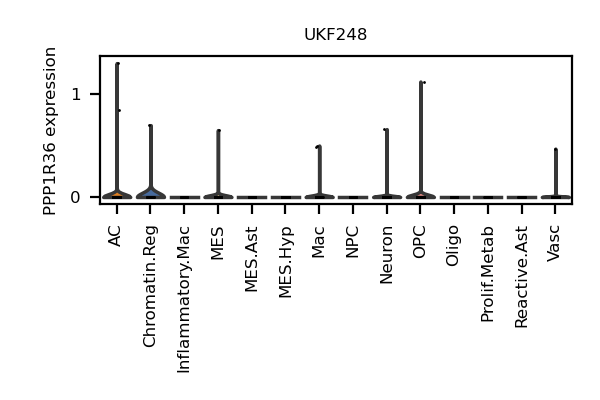 UKF248
PPP1R36 expression
1
0
AC
Chromatin.Reg
Inflammatory.Mac
MES
MES.Ast
MES.Hyp
Mac
NPC
Neuron
OPC
Oligo
Prolif.Metab
Reactive.Ast
Vasc